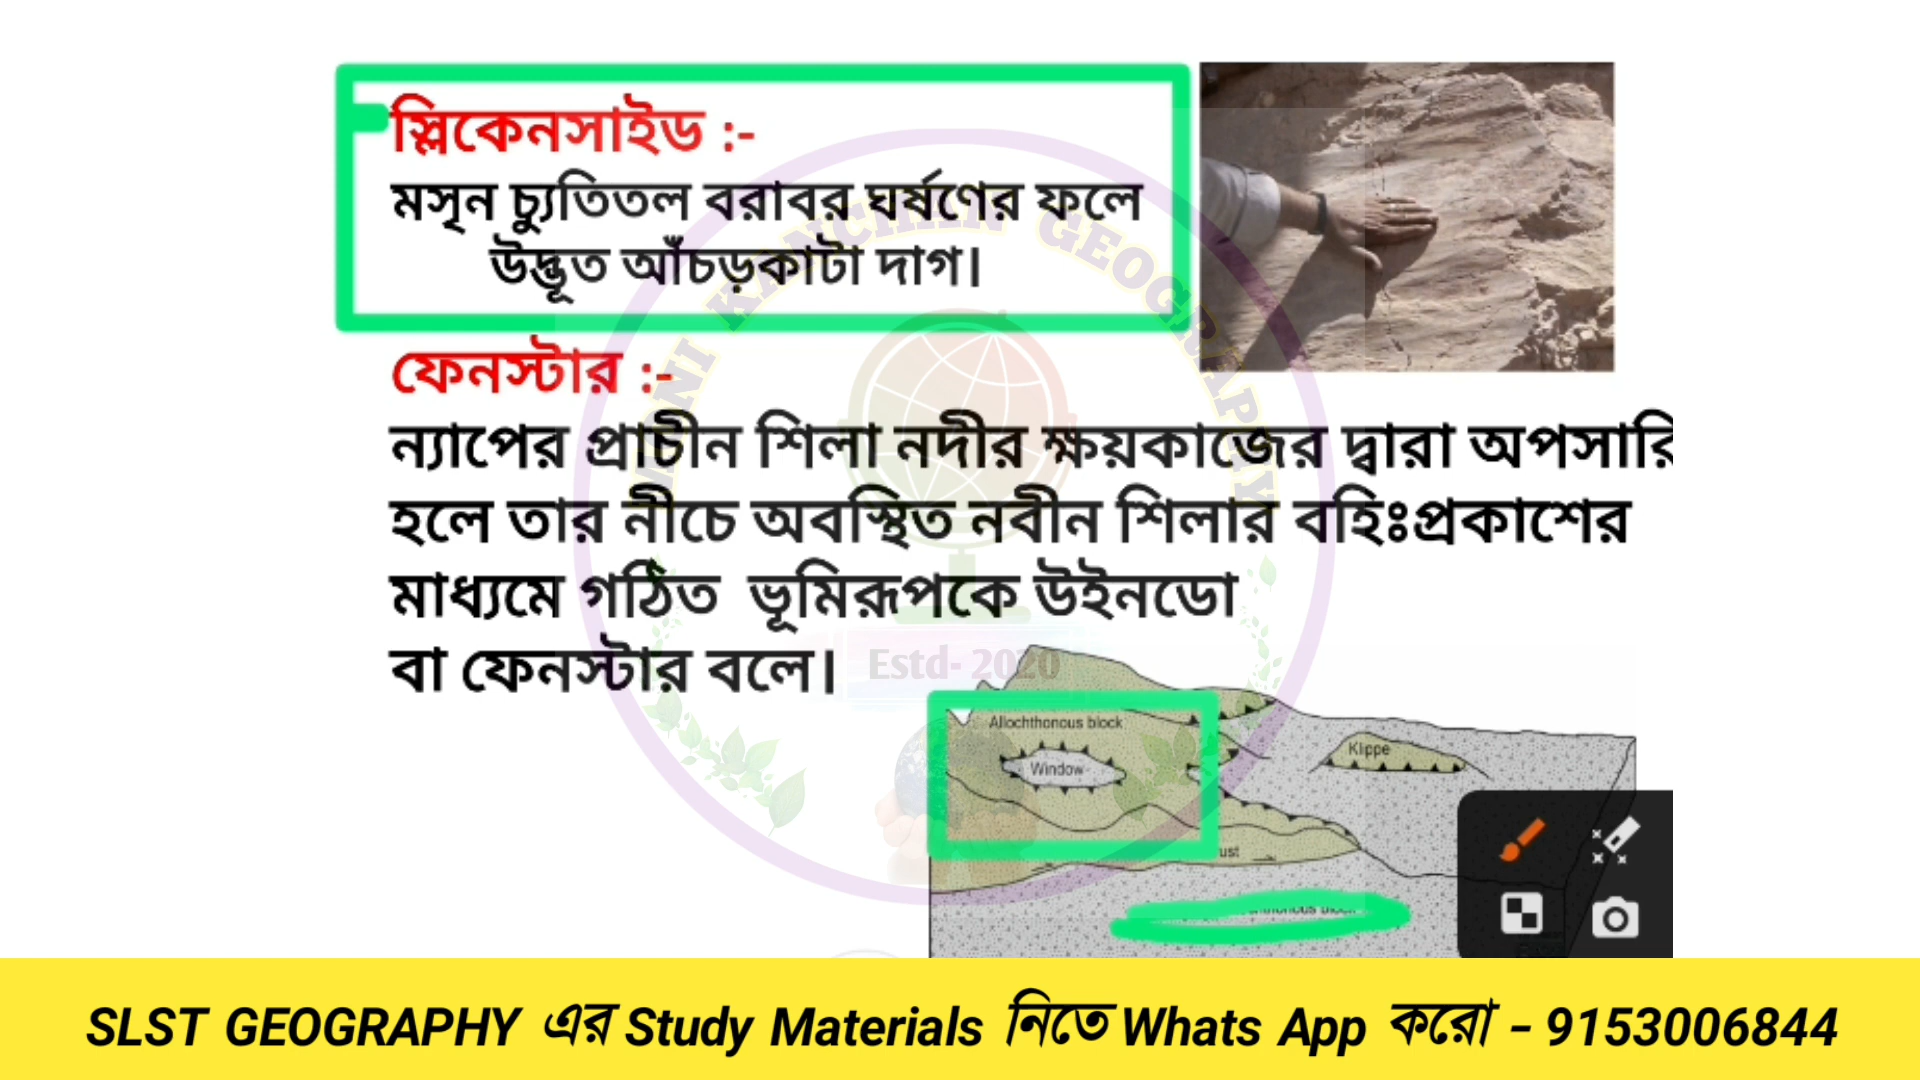 স্লিকেনসাইড :-
মসৃন চ্যুতিতল বরাবর ঘর্ষণের ফলে
উদ্ভূত আঁচড়কাটা দাগ।
ফেনস্টার :-
ন্যাপের প্রাচীন শিলা নদীর ক্ষয়কাজের দ্বারা
হলে তার নীচে অবস্থিত নবীন শিলার বহিঃপ্রকাশের
মাধ্যমে গঠিত ভূমিরূপকে উইনডো
বা ফেনস্টার বলে।
KANCHAN GEOGRAPHY
Estd- 2020
Allochthonous block
Window
Klippe
SLST GEOGRAPHY এর Study Materials নিতে Whats App করো - 9153006844